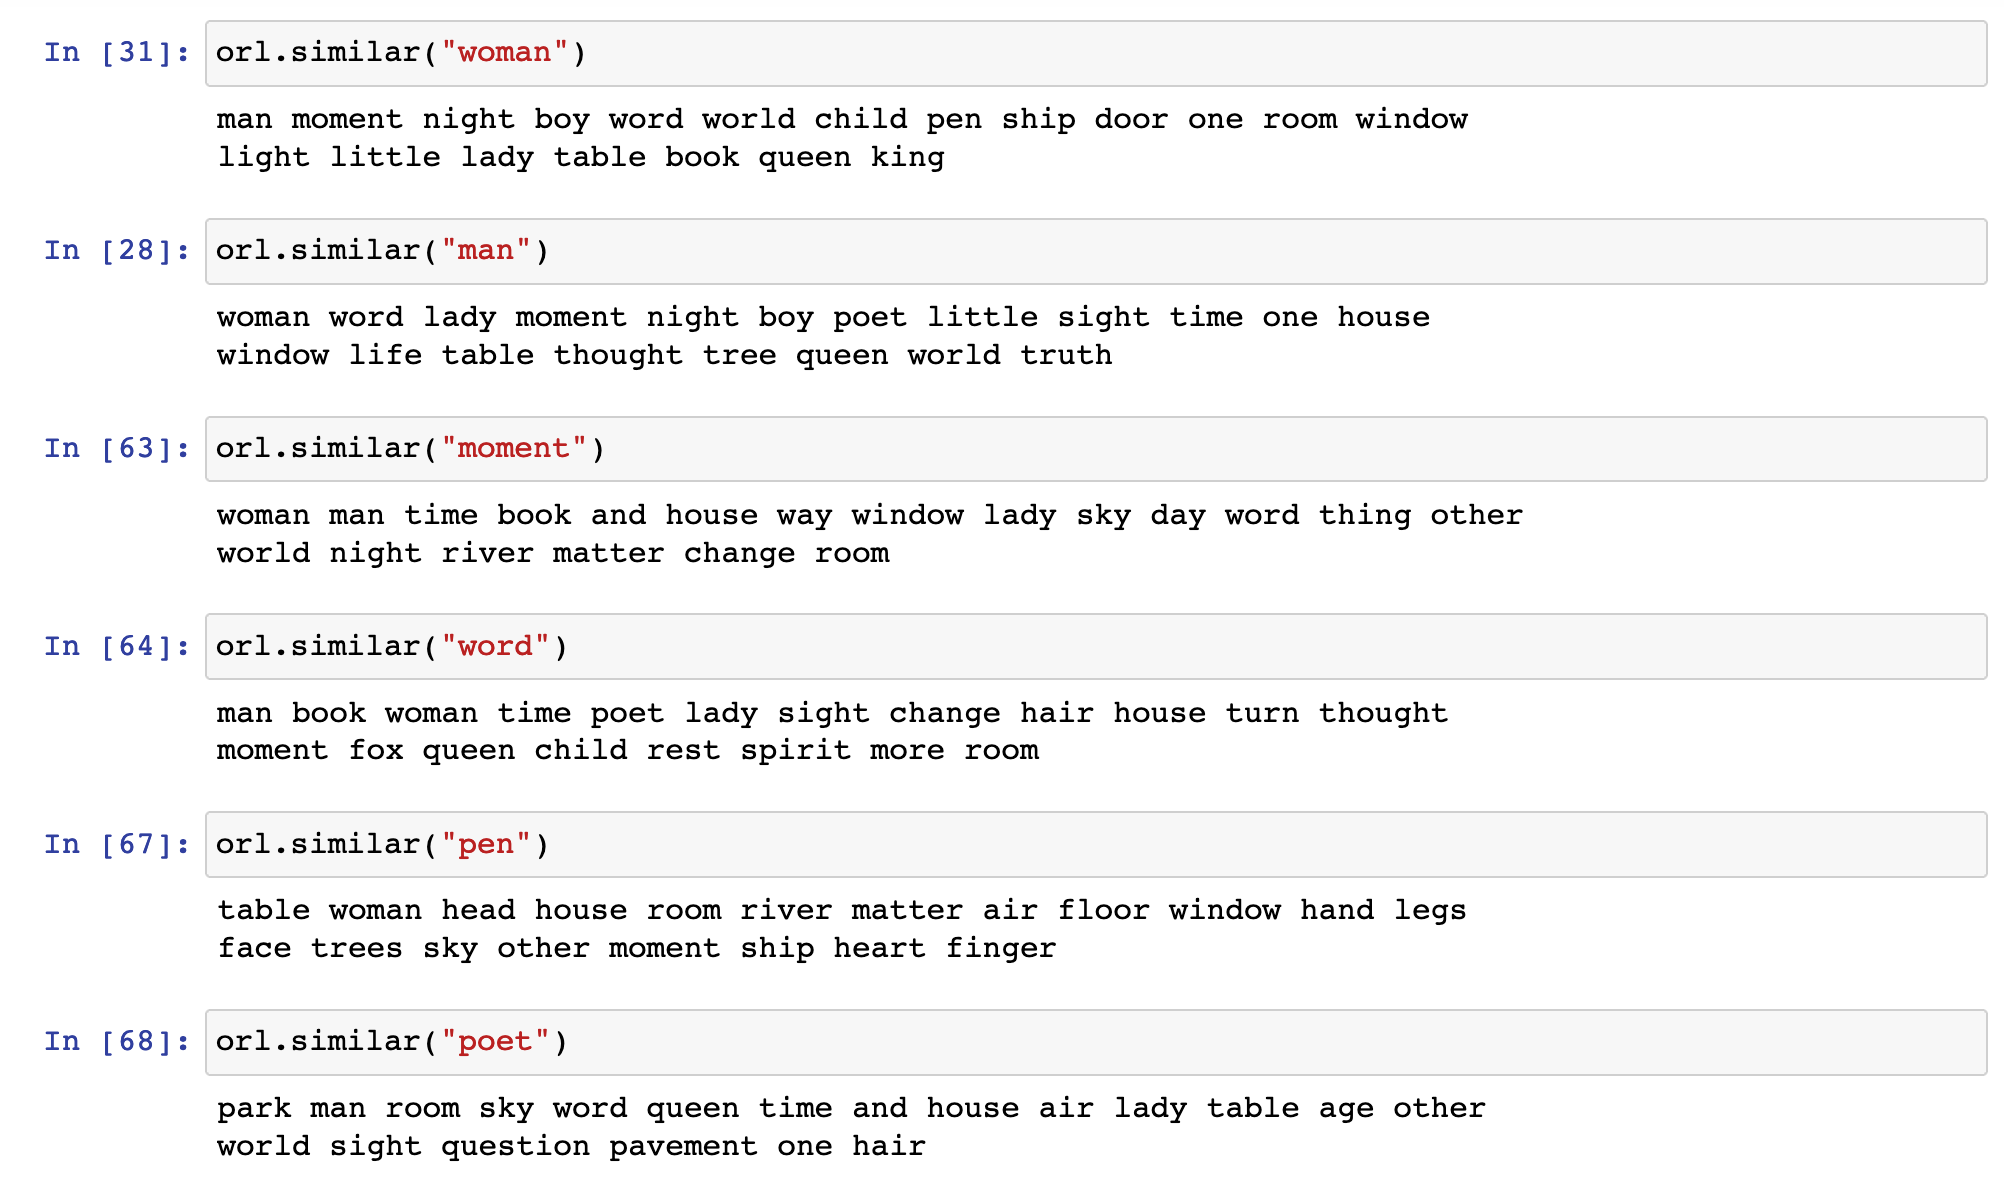 In [31]: orl.similar("woman")
man moment night boy word world child pen ship door one room window
light little lady table book queen king
In [28]: orl.similar("man")
woman word lady moment night boy poet little sight time one house
window life table thought tree queen world truth
In [63]: orl.similar("moment")
woman man time book and house way window lady sky day word thing other
world night river matter change room
In [64]: orl.similar("word")
man book woman time poet lady sight change hair house turn thought
moment fox queen child rest spirit more room
In [67]: orl.similar("pen")
table woman head house room river matter air floor window hand legs
face trees sky other moment ship heart finger
In [68]: orl.similar("poet")
park man room sky word queen time and house air lady table age other
world sight question pavement one hair